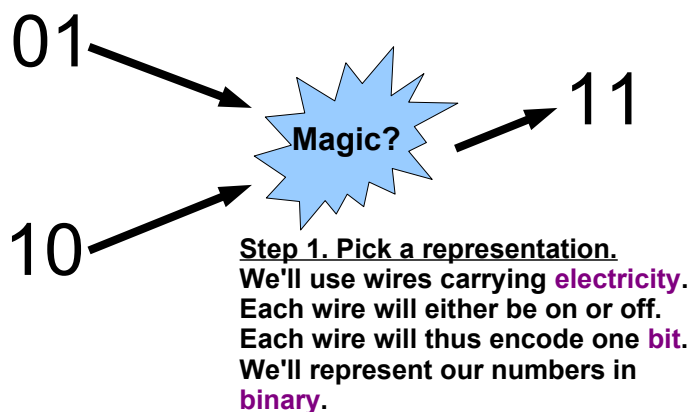 01
Magic?
11
10
Step 1. Pick a representation.
We'll use wires carrying electricity.
Each wire will either be on or off.
Each wire will thus encode one bit.
We'll represent our numbers in
binary.